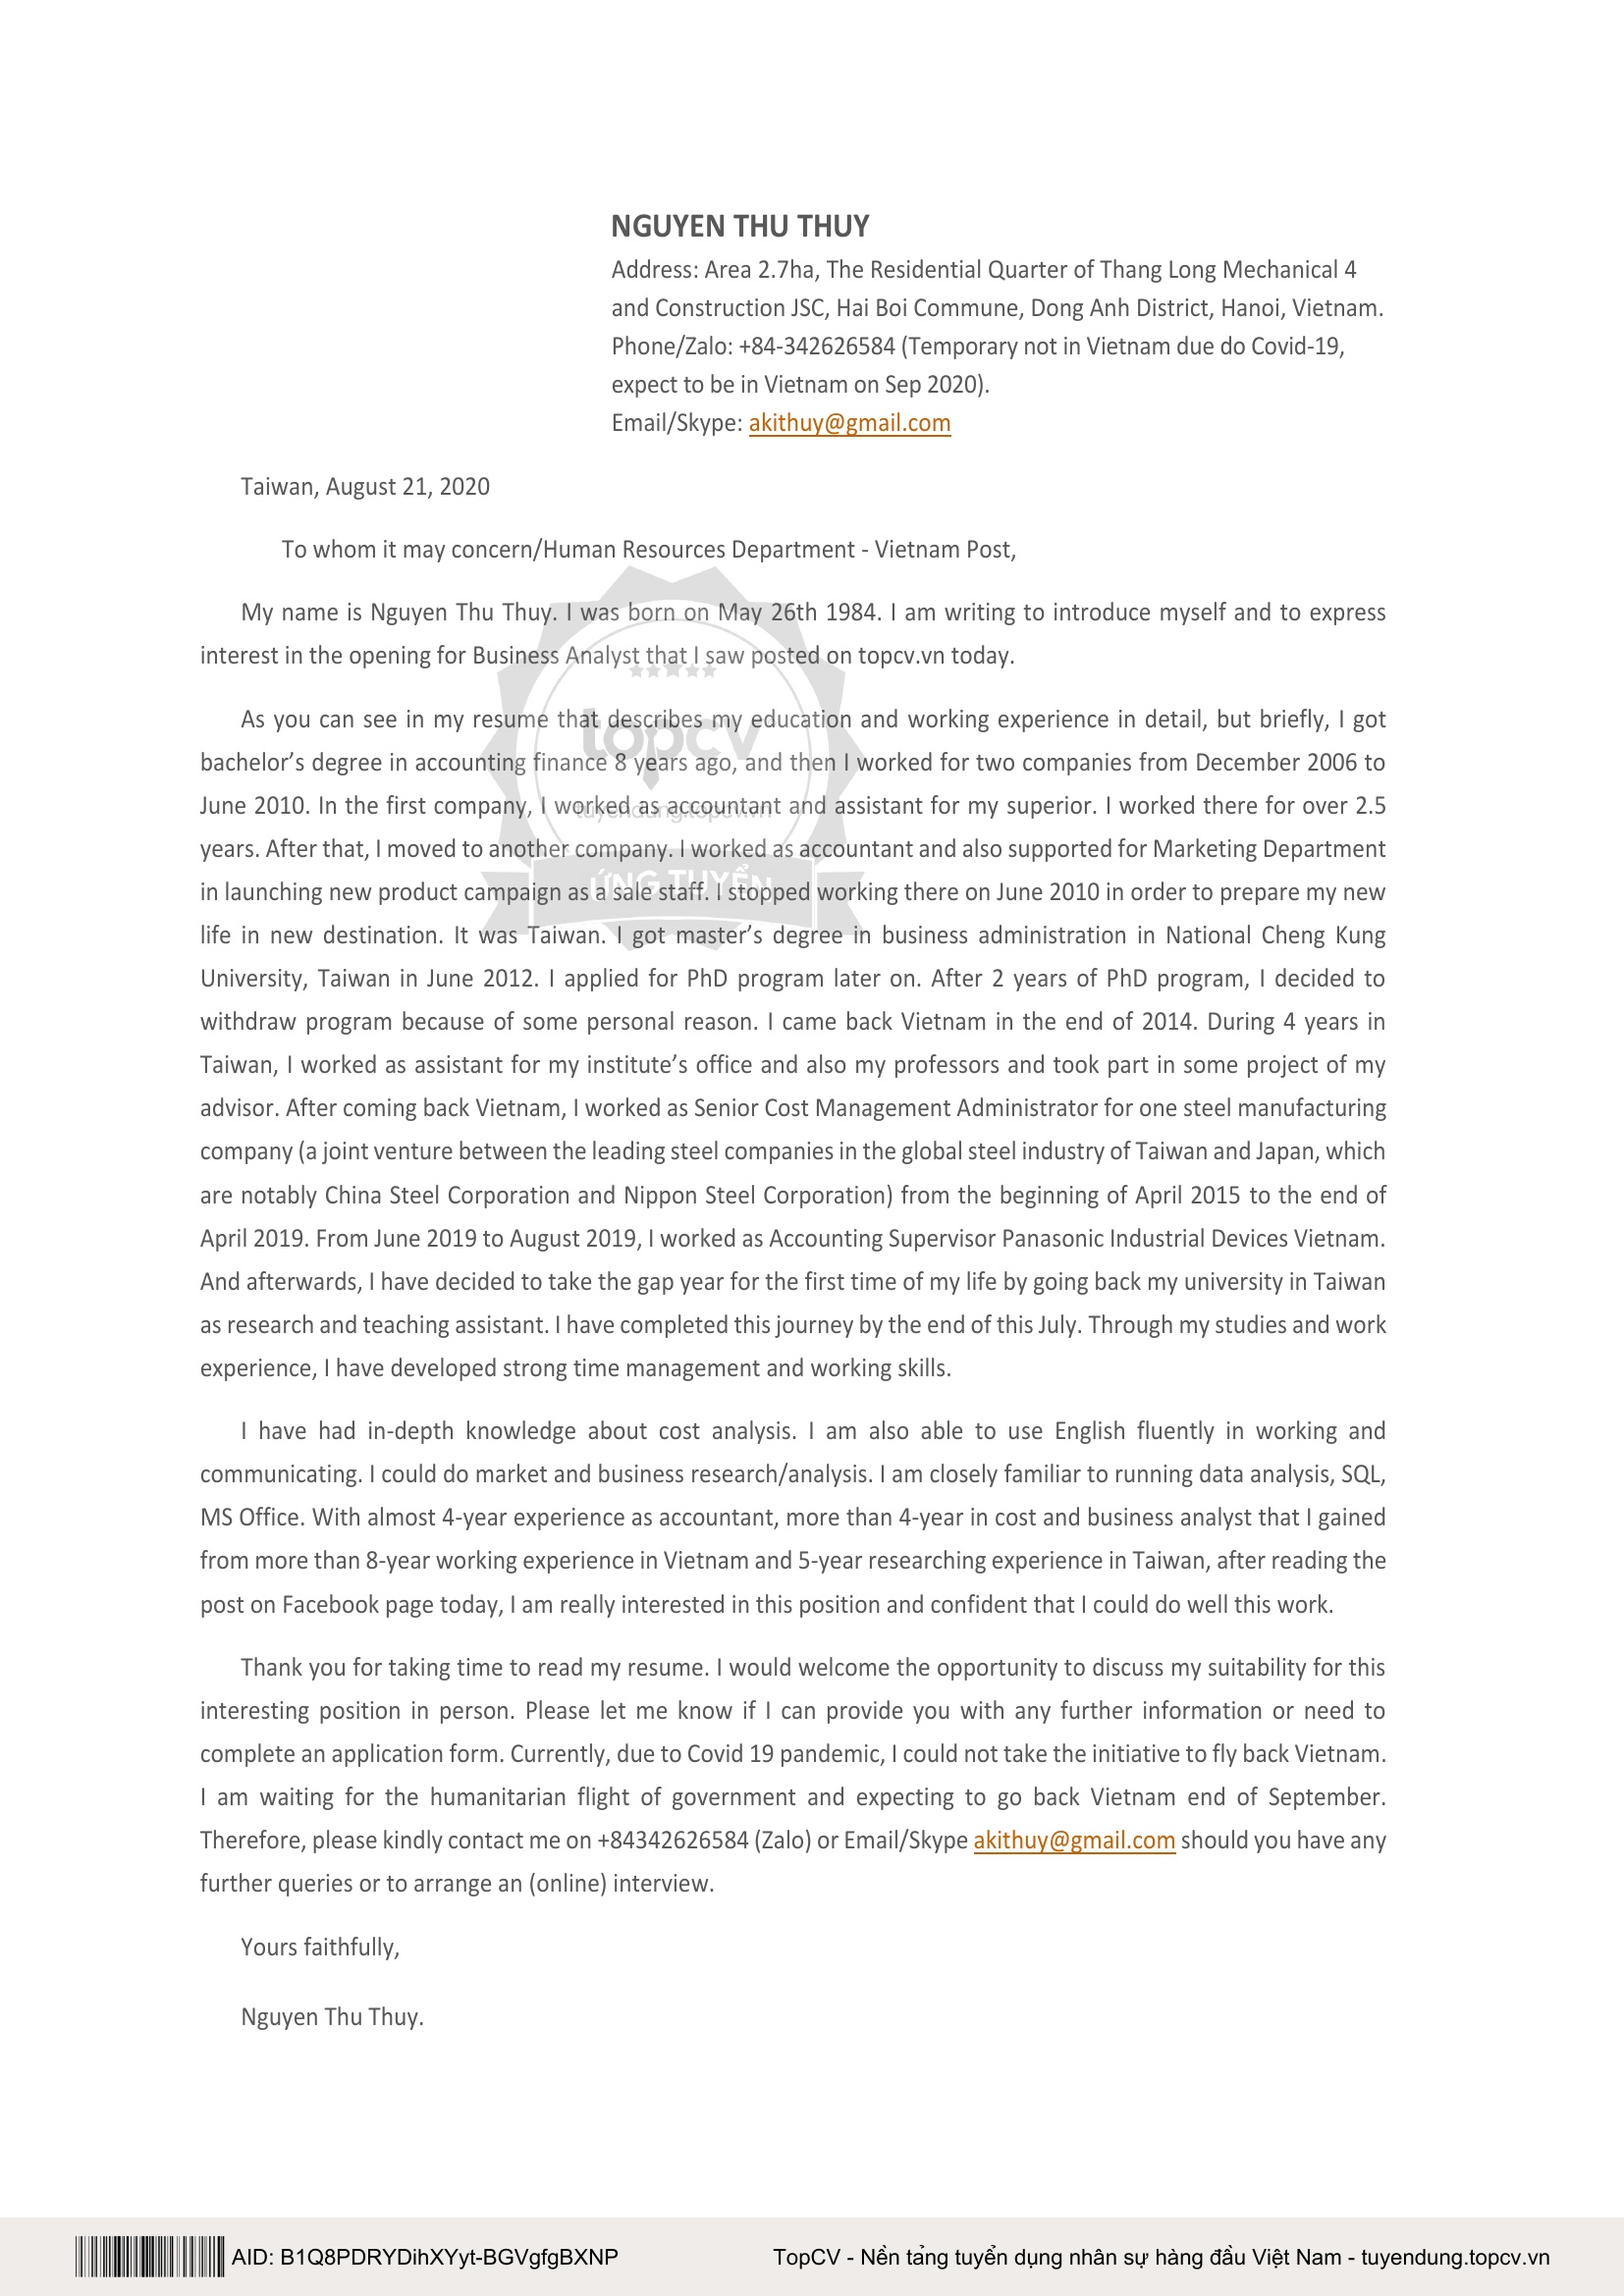 NGUYEN THU THUY
Address: Area 2.7ha, The Residential Quarter of Thang Long Mechanical 4
and Construction JSC, Hai Boi Commune, Dong Anh District, Hanoi, Vietnam.
Phone/Zalo: +84-342626584 (Temporary not in Vietnam due do Covid-19,
expect to be in Vietnam on Sep 2020).
Email/Skype: akithuy@gmail.com
Taiwan, August 21, 2020
To whom it may concern/Human Resources Department - Vietnam Post,
My name is Nguyen Thu Thuy. I was born on May 26th 1984. I am writing to introduce myself and to express
interest in the opening for Business Analyst that I saw posted on topcv.vn today.
As you can see in my resume that describes my education and working experience in detail, but briefly, I got
bachelor’s degree in accounting finance 8 years ago, and then I worked for two companies from December 2006 to
June 2010. In the first company, I worked as accountant and assistant for my superior. I worked there for over 2.5
years. After that, I moved to another company. I worked as accountant and also supported for Marketing Department
in launching new product campaign as a sale staff. I stopped working there on June 2010 in order to prepare my new
life in new destination. It was Taiwan. I got master’s degree in business administration in National Cheng Kung
University, Taiwan in June 2012. I applied for PhD program later on. After 2 years of PhD program, I decided to
withdraw program because of some personal reason. I came back Vietnam in the end of 2014. During 4 years in
Taiwan, I worked as assistant for my institute’s office and also my professors and took part in some project of my
advisor. After coming back Vietnam, I worked as Senior Cost Management Administrator for one steel manufacturing
company (a joint venture between the leading steel companies in the global steel industry of Taiwan and Japan, which
are notably China Steel Corporation and Nippon Steel Corporation) from the beginning of April 2015 to the end of
April 2019. From June 2019 to August 2019, I worked as Accounting Supervisor Panasonic Industrial Devices Vietnam.
And afterwards, I have decided to take the gap year for the first time of my life by going back my university in Taiwan
as research and teaching assistant. I have completed this journey by the end of this July. Through my studies and work
experience, I have developed strong time management and working skills.
I have had in-depth knowledge about cost analysis. I am also able to use English fluently in working and
communicating. I could do market and business research/analysis. I am closely familiar to running data analysis, SQL,
MS Office. With almost 4-year experience as accountant, more than 4-year in cost and business analyst that I gained
from more than 8-year working experience in Vietnam and 5-year researching experience in Taiwan, after reading the
post on Facebook page today, I am really interested in this position and confident that I could do well this work.
Thank you for taking time to read my resume. I would welcome the opportunity to discuss my suitability for this
interesting position in person. Please let me know if I can provide you with any further information or need to
complete an application form. Currently, due to Covid 19 pandemic, I could not take the initiative to fly back Vietnam.
I am waiting for the humanitarian flight of government and expecting to go back Vietnam end of September.
Therefore, please kindly contact me on +84342626584 (Zalo) or Email/Skype akithuy@gmail.com should you have any
further queries or to arrange an (online) interview.
Yours faithfully,
Nguyen Thu Thuy.
topcv
tuyendung.topcv.vn
ỨNG TUYỂN
AID: B1Q8PDRYDihXYyt-BGVgfgBXNP
TopCV - Nền tảng tuyển dụng nhân sự hàng đầu Việt Nam - tuyendung.topcv.vn